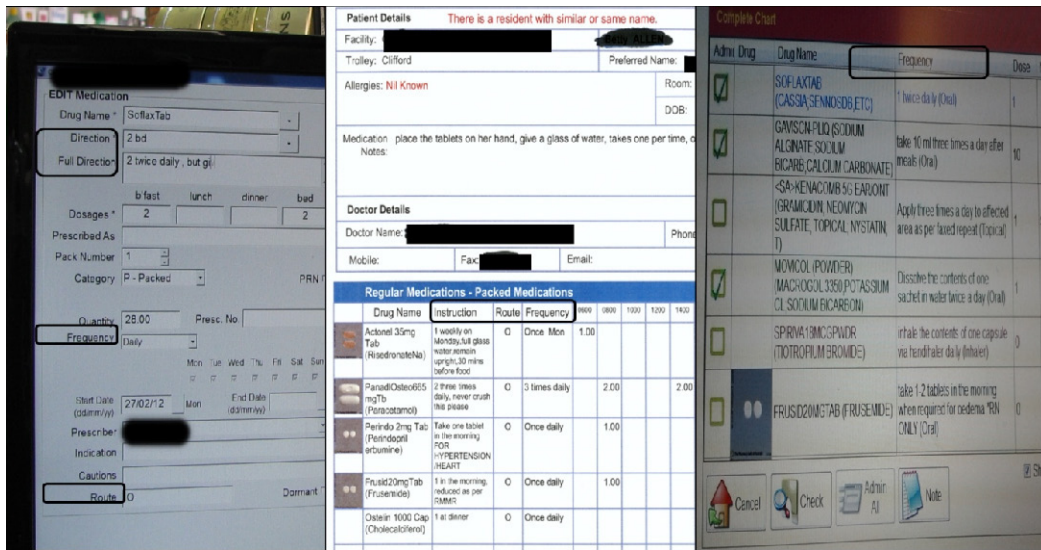 EDIT Medication
Drug Name * SoflaxTab
Direction * 2 bd
Full Direction 2 twice daily , but gi
b'fast lunch dinner bed
Dosages * 2 2
Prescribed As
Pack Number 1
Category P - Packed PRN
Quantity 28.00 Presc. No.
Frequency Daily
Mon Tue Wed Thu Fri Sat Sun
Start Date 27/02/12 Mon End Date
(dd/mm/yy) (dd/mm/yy)
Prescriber
Indication
Cautions
Route O Dormant
Patient Details There is a resident with similar or same name.
Facility:
Trolley: Clifford Preferred Name:
Allergies: Nil Known Room:
DOB:
Medication place the tablets on her hand, give a glass of water, takes one per time,
Notes:
Doctor Details
Doctor Name: Phone
Mobile: Fax: Email:
Regular Medications - Packed Medications
Drug Name Instruction Route Frequency 0600 0800 1000 1200 1400
Actonel 35mg Tab (RisedronateNa) 1 weekly on Monday,full glass water,remain upright,30 mins before food O Once Mon 1.00
PanadlOsteo665 mgTb (Paracetamol) 2 three times daily, never crush this please O 3 times daily 2.00 2.00
Perindo 2mg Tab (Perindopril erbumine) Take one tablet in the morning FOR HYPERTENSION /HEART O Once daily 1.00
Frusid20mgTab (Frusemide) 1 in the morning, reduced as per RMMR O Once daily 1.00
Ostelin 1000 Cap (Cholecalciferol) 1 at dinner O Once daily
Complete Chart
Admin Drug Drug Name Frequency Dose
SOFLAXTAB (CASSIA,SENNOSDB,ETC) 1 twice daily (Oral) 1
GAVISCN-PLIQ (SODIUM ALGINATE SODIUM BICARB,CALCIUM CARBONATE) take 10 ml three times a day after meals (Oral) 10
<SA>KENACOMB 5G EAR/OINT (GRAMICIDIN, NEOMYCIN SULFATE, TOPICAL, NYSTATIN, T) Apply three times a day to affected area as per faxed repeat (Topical) 1
MOVICOL (POWDER) (MACROGOL 3350,POTASSIUM CL SODIUM BICARBON) Dissolve the contents of one sachet in water twice a day (Oral) 1
SPIRIVA18MCGPWDR (TIOTROPIUM BROMIDE) inhale the contents of one capsule via handihaler daily (Inhaler) 0
FRUSID20MGTAB (FRUSEMIDE) take 1-2 tablets in the morning when required for oedema *PRN ONLY (Oral) 0
Cancel Check Admin All Note